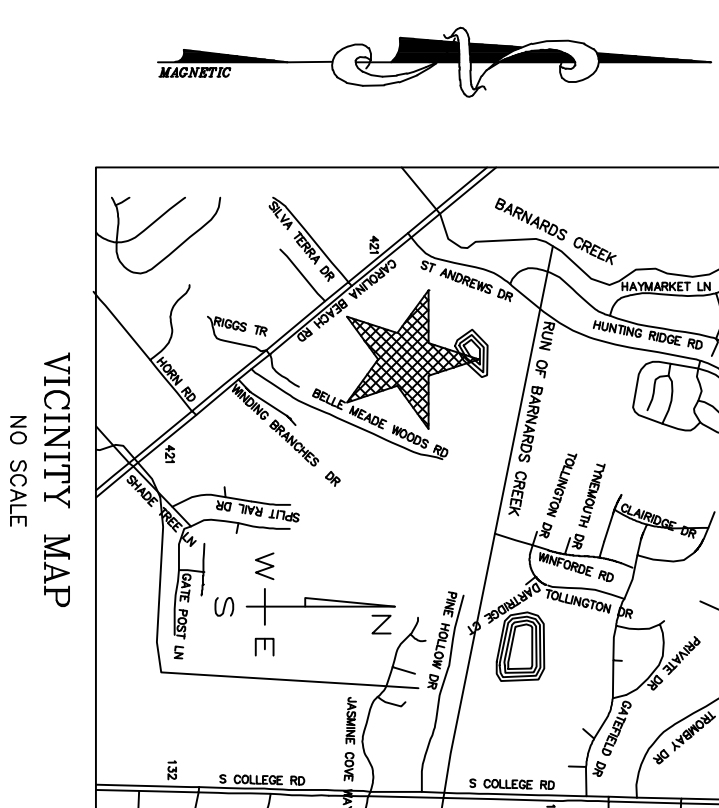 MAGNETIC
N
VICINITY MAP
NO SCALE
BARNARDS CREEK
SILVA TERRA DR
421
CAROLINA BEACH RD
ST ANDREWS DR
HAYMARKET LN
HUNTING RIDGE RD
RIGGS TR
HORN RD
RUN OF BARNARDS CREEK
BELLE MEADE WOODS RD
WINDING BRANCHES DR
421
SHADE TREE LN
SPLIT RAIL DR
GATE POST LN
TOLLINGTON DR
TYNEMOUTH DR
CLAIRIDGE DR
WINFORDE RD
TOLLINGTON DR
DARTRIDGE CT
W
S
N
E
PINE HOLLOW DR
JASMINE COVE WA
PRIVATE DR
GATEFIELD DR
TROMBAY DR
132
S COLLEGE RD
S COLLEGE RD